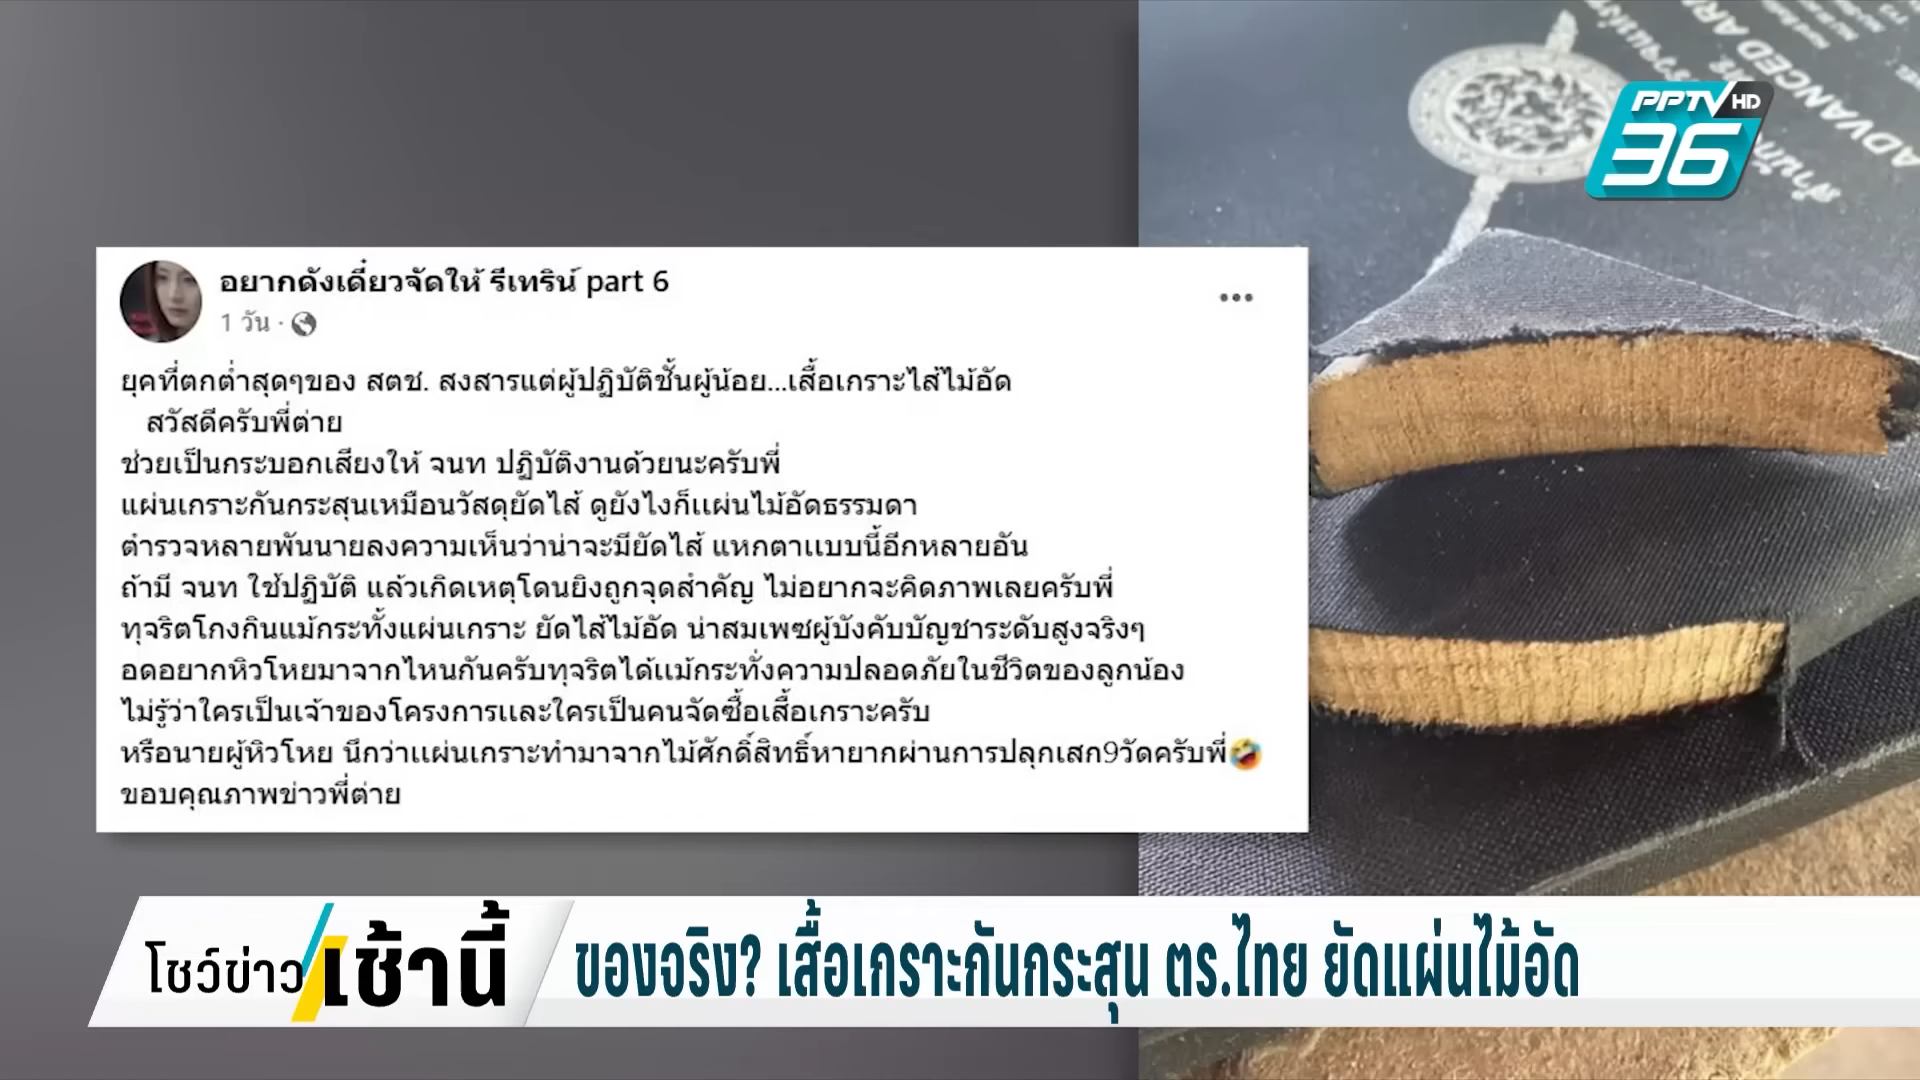 PPTV HD
36
ADVANCED AR
อยากดังเดี๋ยวจัดให้ รีเทริน์ part 6
1 วัน ·
ยุคที่ตกต่ำสุดๆของ สตช. สงสารแต่ผู้ปฏิบัติชั้นผู้น้อย...เสื้อเกราะไส้ไม้อัด
สวัสดีครับพี่ต่าย
ช่วยเป็นกระบอกเสียงให้ จนท ปฏิบัติงานด้วยนะครับพี่
แผ่นเกราะกันกระสุนเหมือนวัสดุยัดไส้ ดูยังไงก็แผ่นไม้อัดธรรมดา
ตำรวจหลายพันนายลงความเห็นว่าน่าจะมียัดไส้ แหกตาแบบนี้อีกหลายอัน
ถ้ามี จนท ใช้ปฏิบัติ แล้วเกิดเหตุโดนยิงถูกจุดสำคัญ ไม่อยากจะคิดภาพเลยครับพี่
ทุจริตโกงกินแม้กระทั้งแผ่นเกราะ ยัดไส้ไม้อัด น่าสมเพซผู้บังคับบัญชาระดับสูงจริงๆ
อดอยากหิวโหยมาจากไหนกันครับทุจริตได้แม้กระทั่งความปลอดภัยในชีวิตของลูกน้อง
ไม่รู้ว่าใครเป็นเจ้าของโครงการและใครเป็นคนจัดซื้อเสื้อเกราะครับ
หรือนายผู้หิวโหย นึกว่าแผ่นเกราะทำมาจากไม้ศักดิ์สิทธิ์หายากผ่านการปลุกเสก9วัดครับพี่🤣
ขอบคุณภาพข่าวพี่ต่าย
โชว์ข่าวเช้านี้
ของจริง? เสื้อเกราะกันกระสุน ตร.ไทย ยัดแผ่นไม้อัด